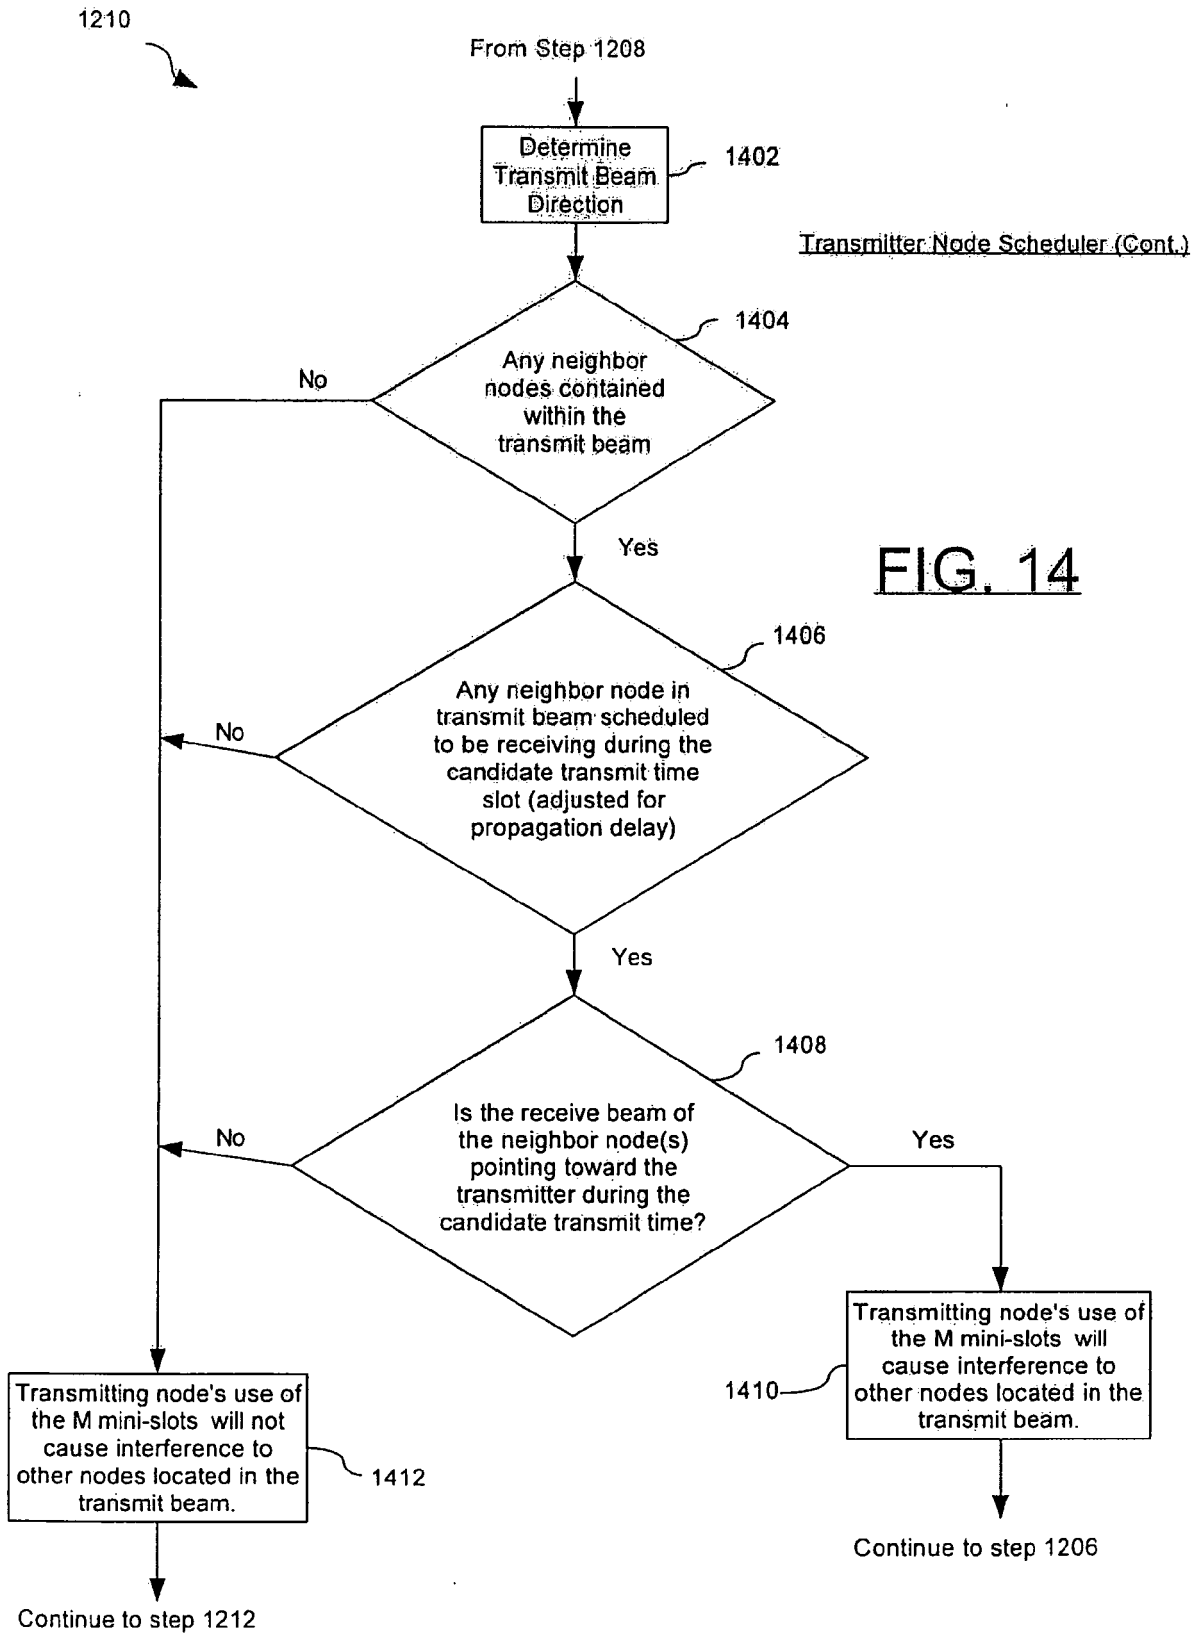 1210
From Step 1208
Determine
Transmit Beam
Direction
1402
Transmitter Node Scheduler (Cont.)
1404
Any neighbor
nodes contained
within the
transmit beam
No
Yes
FIG. 14
1406
Any neighbor node in
transmit beam scheduled
to be receiving during the
candidate transmit time
slot (adjusted for
propagation delay)
No
Yes
1408
Is the receive beam of
the neighbor node(s)
pointing toward the
transmitter during the
candidate transmit time?
No
Yes
Transmitting node's use of
the M mini-slots will
cause interference to
other nodes located in the
transmit beam.
1410
Transmitting node's use of
the M mini-slots will not
cause interference to
other nodes located in the
transmit beam.
1412
Continue to step 1206
Continue to step 1212